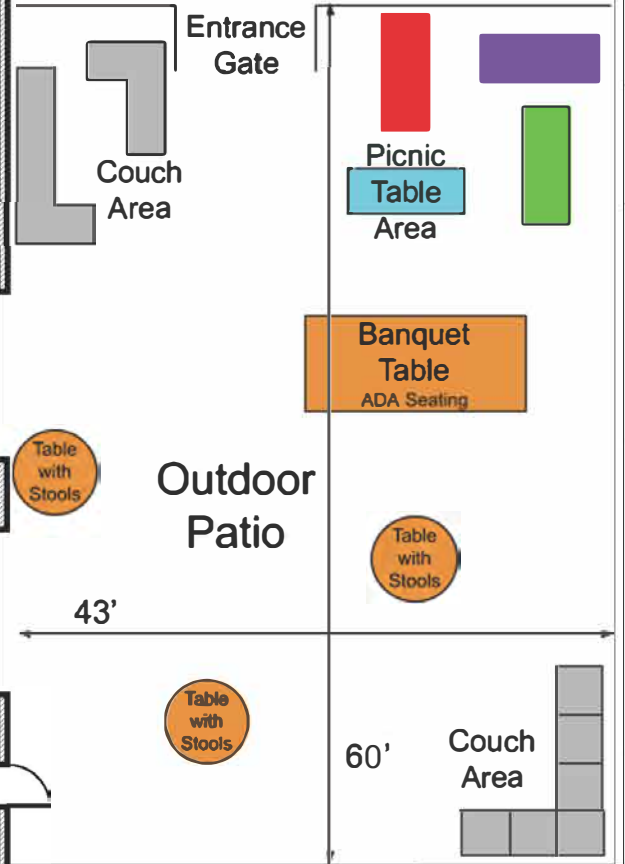 Entrance
Gate
Couch
Area
Picnic
Table
Area
Banquet
Table
ADA Seating
Table
with
Stools
Outdoor
Patio
Table
with
Stools
43'
Table
with
Stools
60'
Couch
Area